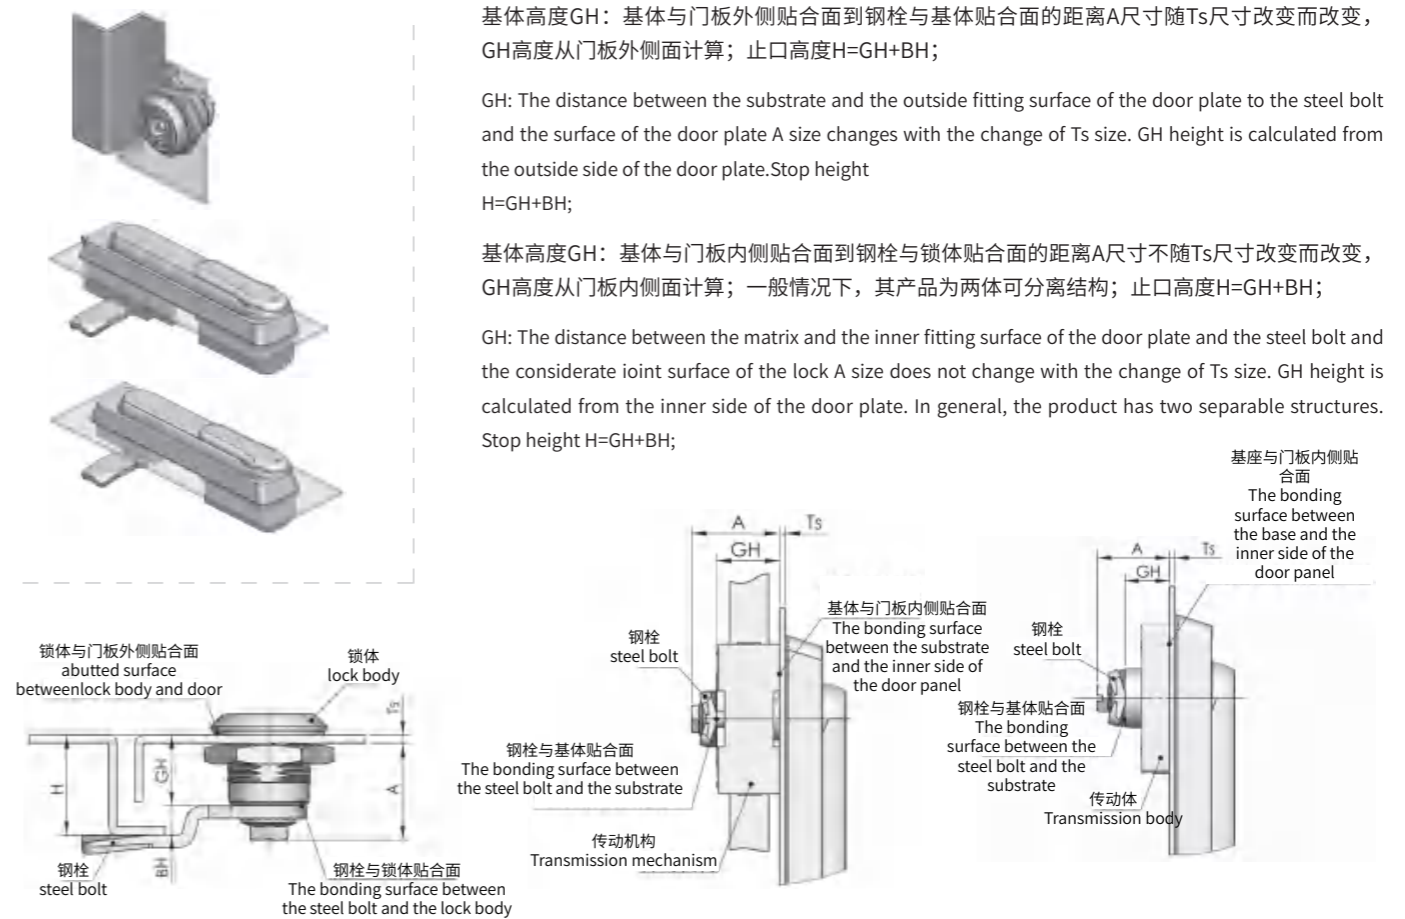 基体高度GH：基体与门板外侧贴合面到钢栓与基体贴合面的距离A尺寸随Ts尺寸改变而改变，
GH高度从门板外侧面计算；止口高度H=GH+BH；
GH: The distance between the substrate and the outside fitting surface of the door plate to the steel bolt
and the surface of the door plate A size changes with the change of Ts size. GH height is calculated from
the outside side of the door plate.Stop height
H=GH+BH;
基体高度GH：基体与门板内侧贴合面到钢栓与锁体贴合面的距离A尺寸不随Ts尺寸改变而改变，
GH高度从门板内侧面计算；一般情况下，其产品为两体可分离结构；止口高度H=GH+BH；
GH: The distance between the matrix and the inner fitting surface of the door plate and the steel bolt and
the considerate ioint surface of the lock A size does not change with the change of Ts size. GH height is
calculated from the inner side of the door plate. In general, the product has two separable structures.
Stop height H=GH+BH;
锁体与门板外侧贴合面
abutted surface
betweenlock body and door
锁体
lock body
Ts
H
GH
A
BH
钢栓
steel bolt
钢栓与锁体贴合面
The bonding surface between
the steel bolt and the lock body
A
Ts
GH
基体与门板内侧贴合面
The bonding surface
between the substrate
and the inner side of
the door panel
钢栓
steel bolt
钢栓与基体贴合面
The bonding surface between
the steel bolt and the substrate
传动机构
Transmission mechanism
基座与门板内侧贴
合面
The bonding
surface between
the base and the
inner side of the
door panel
A
Ts
GH
钢栓
steel bolt
钢栓与基体贴合面
The bonding
surface between the
steel bolt and the
substrate
传动体
Transmission body